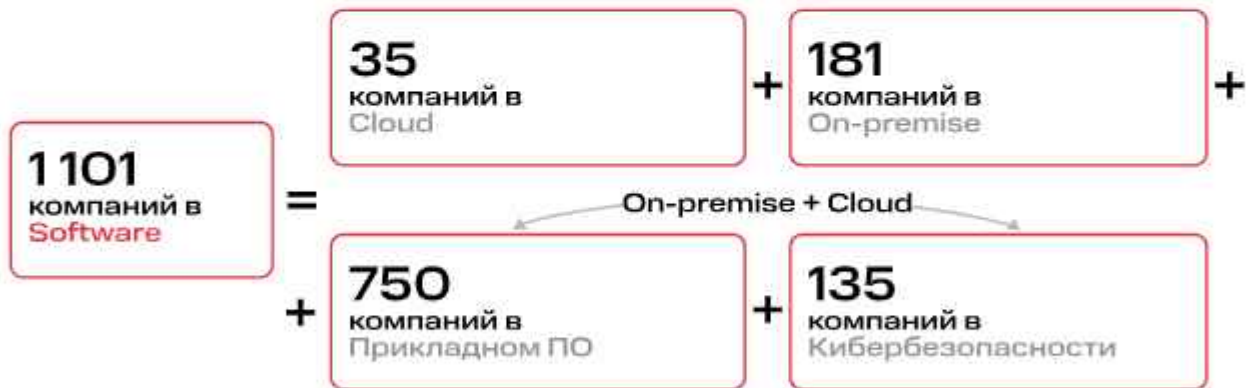 1 101
компаний в
Software
=
35
компаний в
Cloud
+
181
компаний в
On-premise
+
On-premise + Cloud
+
750
компаний в
Прикладном ПО
+
135
компаний в
Кибербезопасности